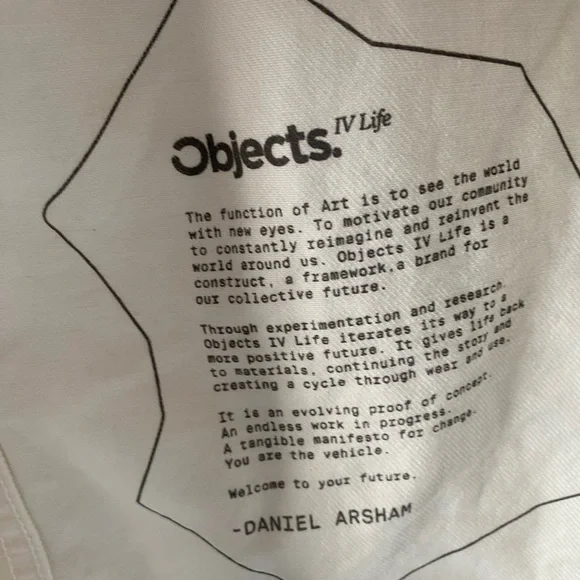 Objects. IV Life
The function of Art is to see the world
with new eyes. To motivate our community
to constantly reimagine and reinvent the
world around us. Objects IV Life is a
construct, a framework,a brand for
our collective future.
Through experimentation and research.
Objects IV Life iterates its way to a
more positive future. It gives life back
to materials, continuing the story and
creating a cycle through wear and use.
It is an evolving proof of concept.
An endless work in progress.
A tangible manifesto for change.
You are the vehicle.
Welcome to your future.
-DANIEL ARSHAM